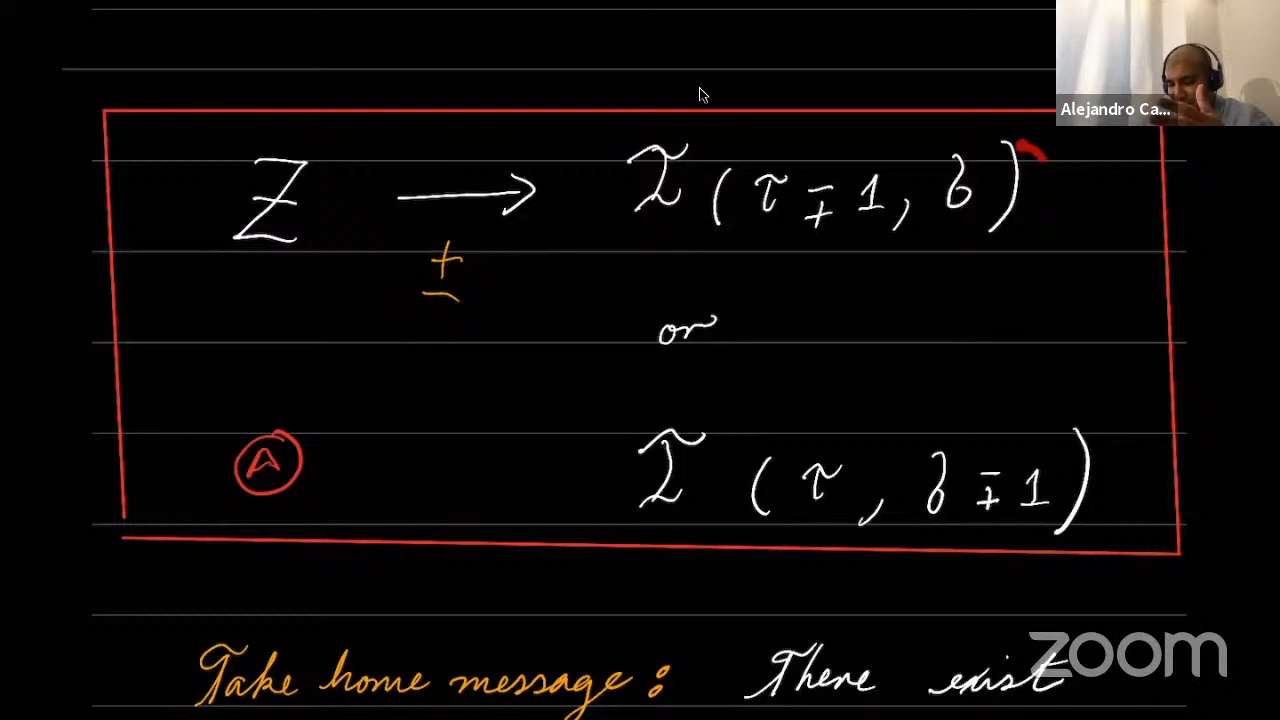 Alejandro Ca...
Z ⟶ Z(τ ∓ 1, b)
±
or
A Z(τ, b ∓ 1)
Take home message: There exist
zoom